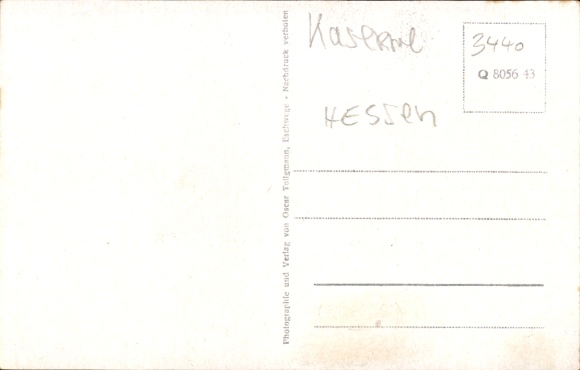 Kaserne
3440
Q 8056 43
HESSEN
Photographie und Verlag von Oscar Tellgmann, Eschwege - Nachdruck verboten